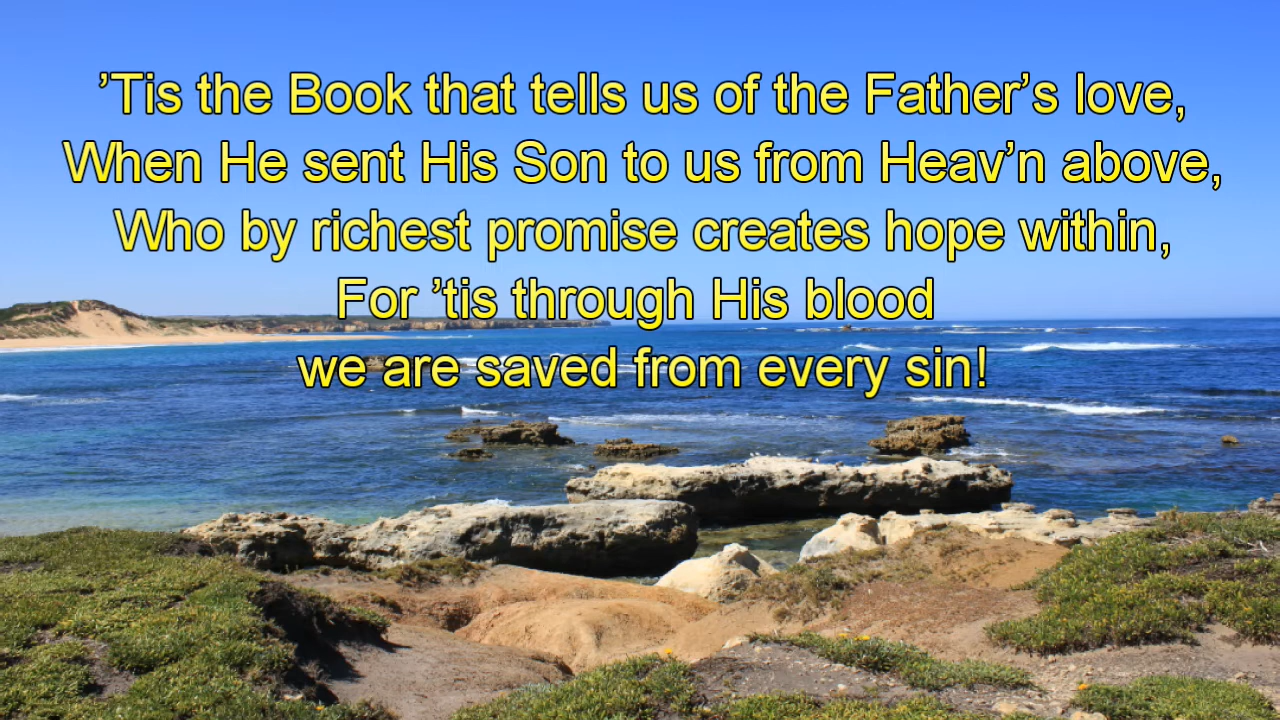 ’Tis the Book that tells us of the Father’s love,
When He sent His Son to us from Heav’n above,
Who by richest promise creates hope within,
For ’tis through His blood
we are saved from every sin!